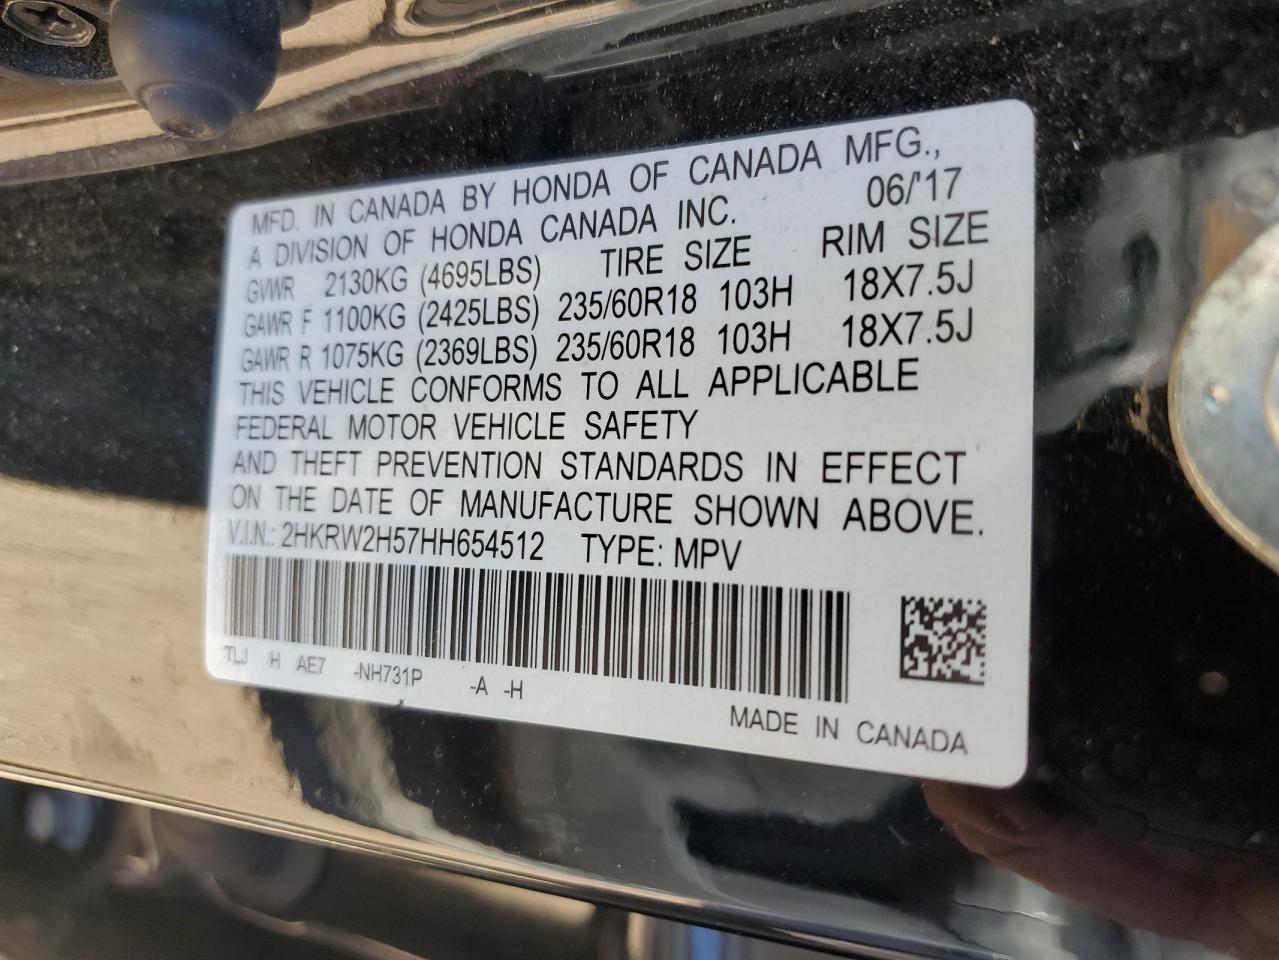 MFD. IN CANADA BY HONDA OF CANADA MFG.,
A DIVISION OF HONDA CANADA INC. 06/'17
GVWR 2130KG (4695LBS) TIRE SIZE RIM SIZE
GAWR F 1100KG (2425LBS) 235/60R18 103H 18X7.5J
GAWR R 1075KG (2369LBS) 235/60R18 103H 18X7.5J
THIS VEHICLE CONFORMS TO ALL APPLICABLE
FEDERAL MOTOR VEHICLE SAFETY
AND THEFT PREVENTION STANDARDS IN EFFECT
ON THE DATE OF MANUFACTURE SHOWN ABOVE.
V.I.N.: 2HKRW2H57HH654512 TYPE: MPV
TLJ H AE7 -NH731P -A -H
MADE IN CANADA